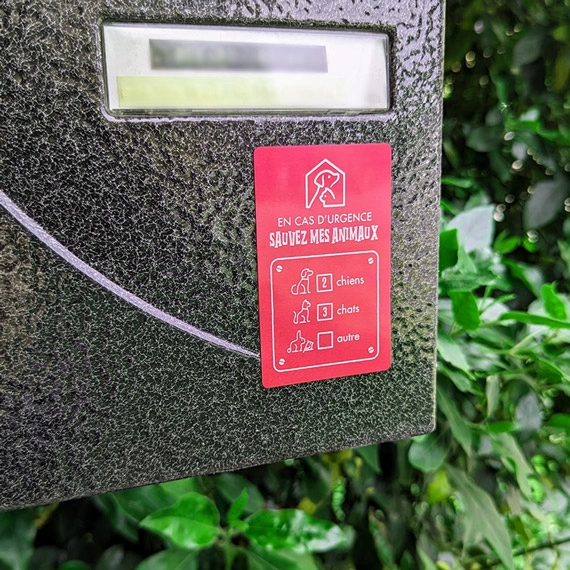 EN CAS D'URGENCE
SAUVEZ MES ANIMAUX
2 chiens
3 chats
autre